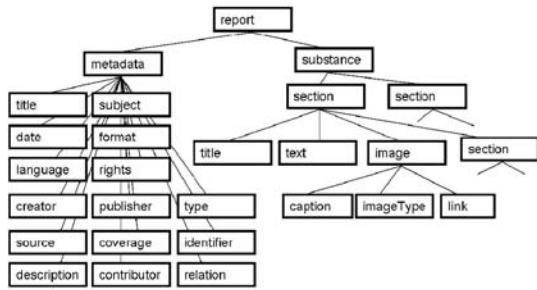 report
metadata
substance
title
subject
section
section
date
format
title
text
image
section
language
rights
creator
publisher
type
caption
imageType
link
source
coverage
identifier
description
contributor
relation